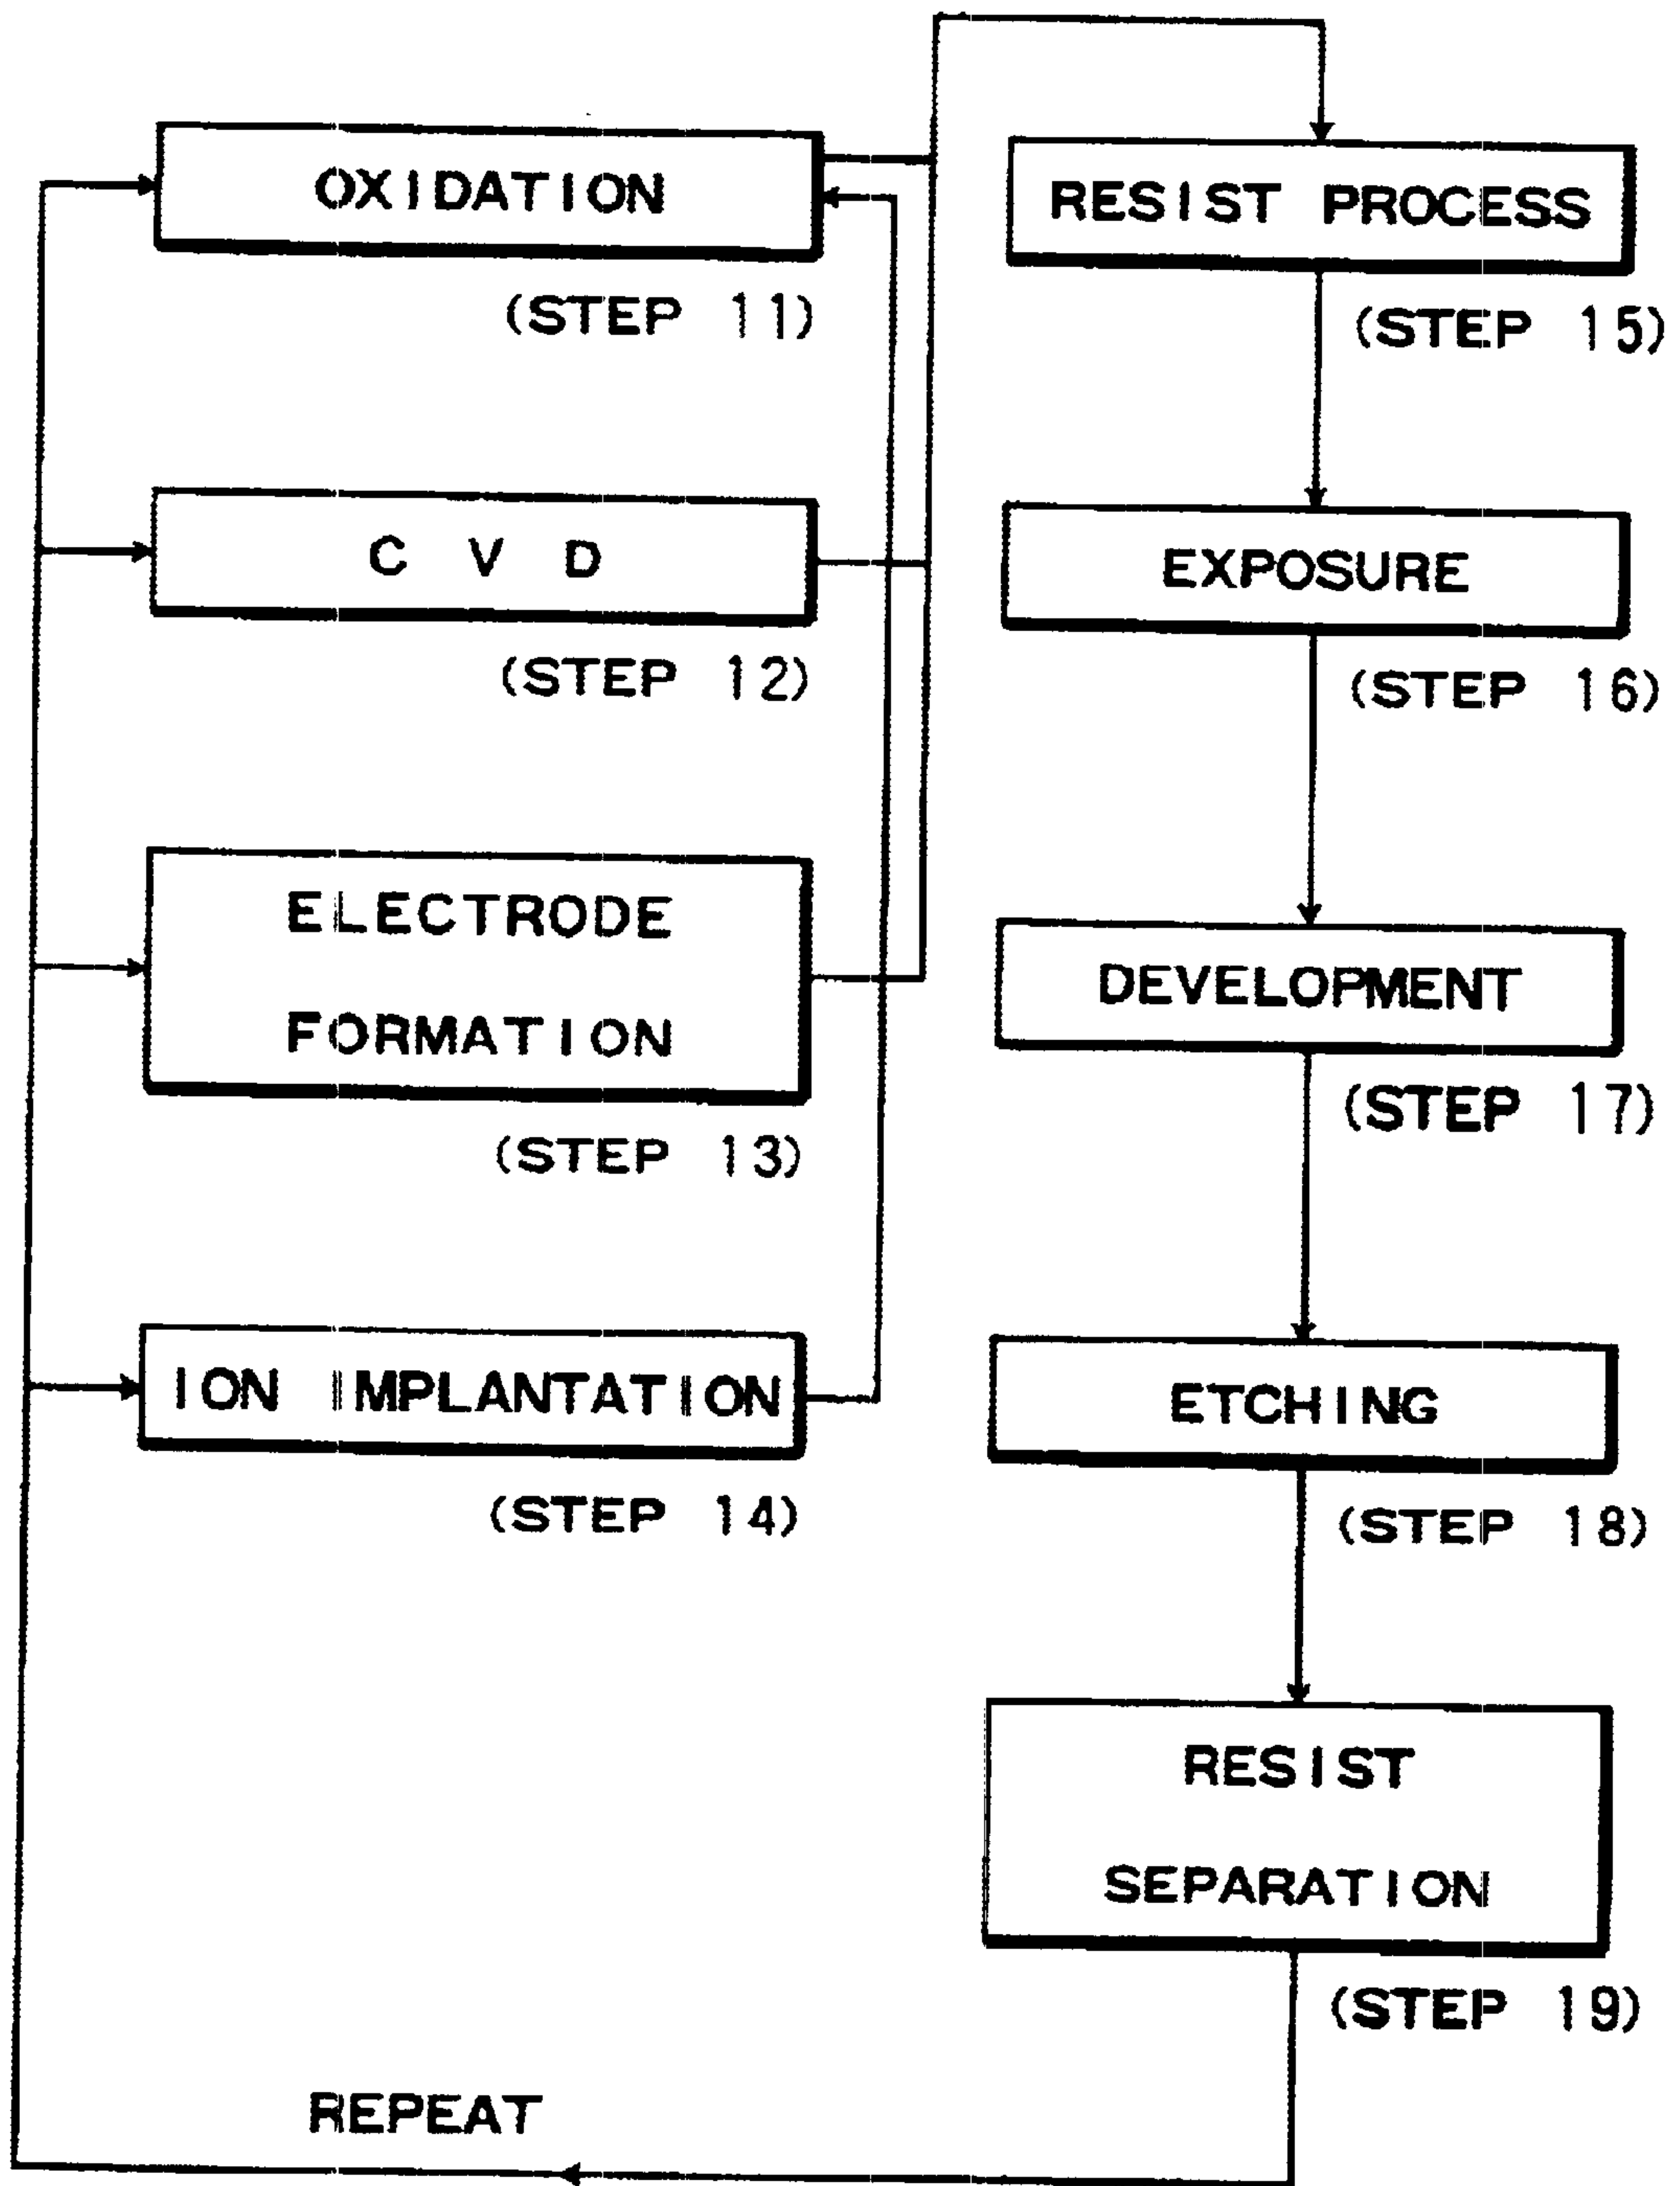 OXIDATION
(STEP 11)
C V D
(STEP 12)
ELECTRODE
FORMATION
(STEP 13)
ION IMPLANTATION
(STEP 14)
RESIST PROCESS
(STEP 15)
EXPOSURE
(STEP 16)
DEVELOPMENT
(STEP 17)
ETCHING
(STEP 18)
RESIST
SEPARATION
(STEP 19)
REPEAT